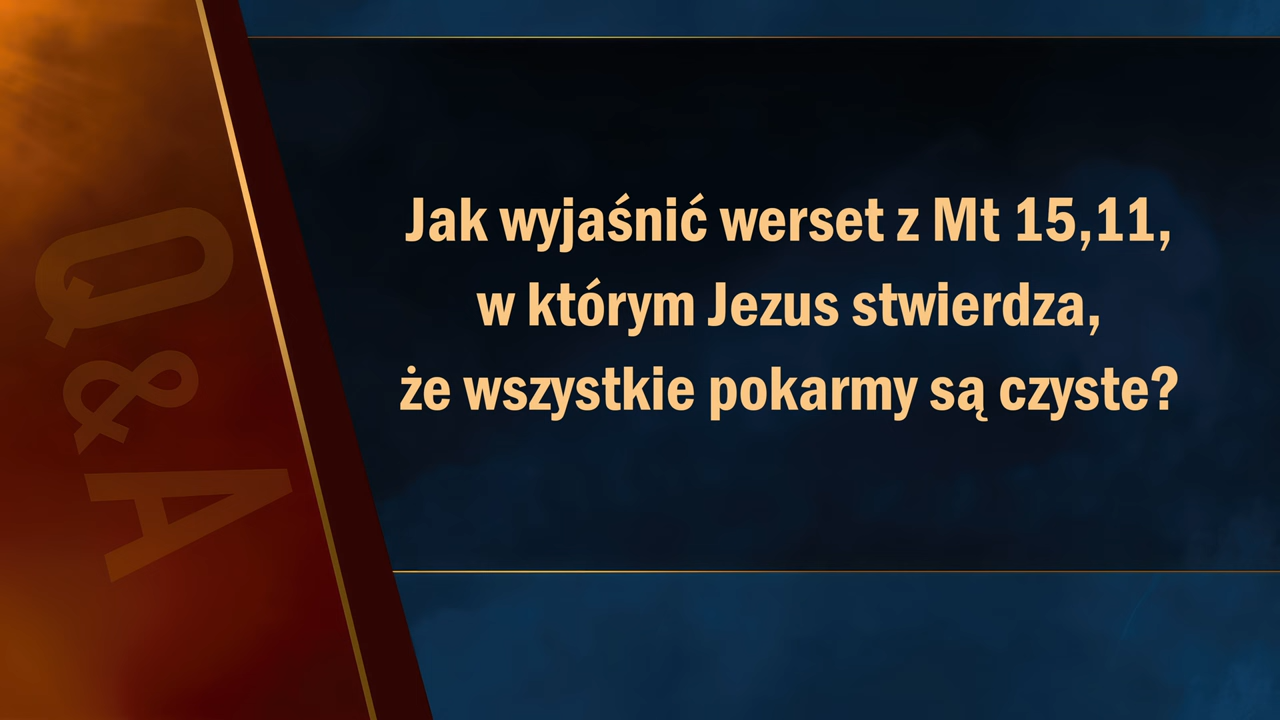 Q&A
Jak wyjaśnić werset z Mt 15,11,
w którym Jezus stwierdza,
że wszystkie pokarmy są czyste?